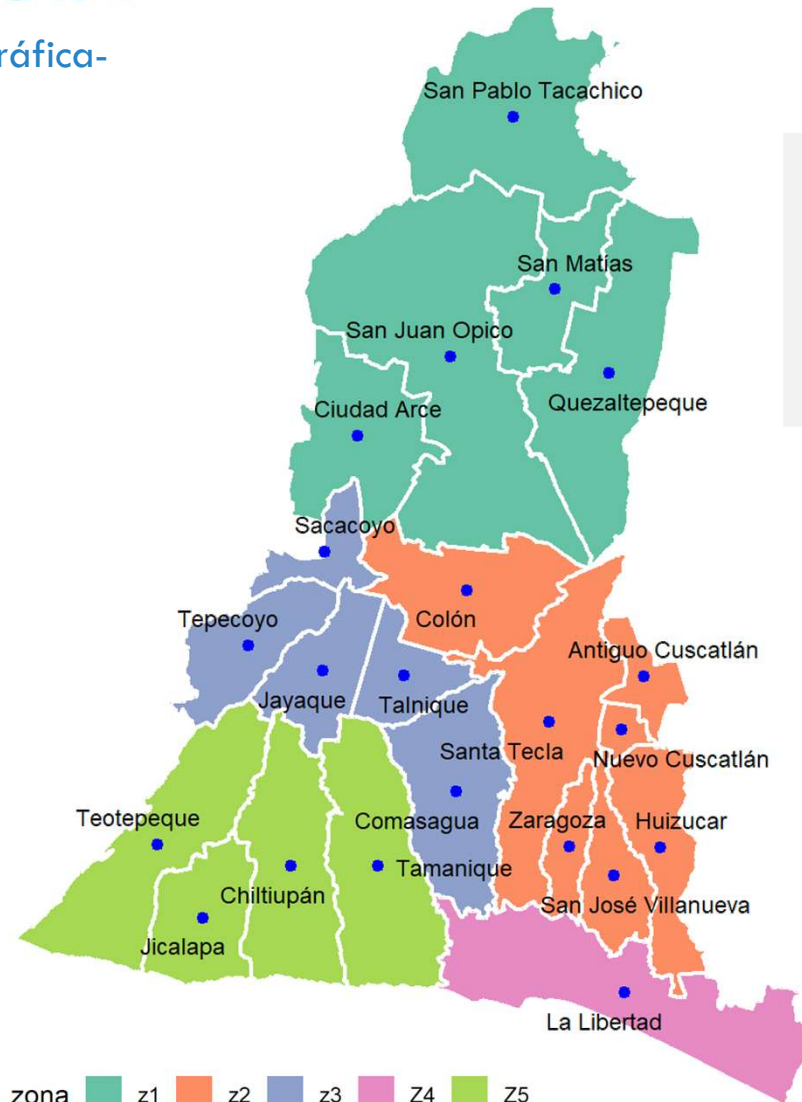 ráfica-
San Pablo Tacachico
San Matías
San Juan Opico
Quezaltepeque
Ciudad Arce
Sacacoyo
Colón
Tepecoyo
Antiguo Cuscatlán
Jayaque
Talnique
Santa Tecla
Nuevo Cuscatlán
Teotepeque
Comasagua
Zaragoza
Huizucar
Tamanique
Chiltiupán
San José Villanueva
Jicalapa
La Libertad
zona z1 z2 z3 Z4 Z5